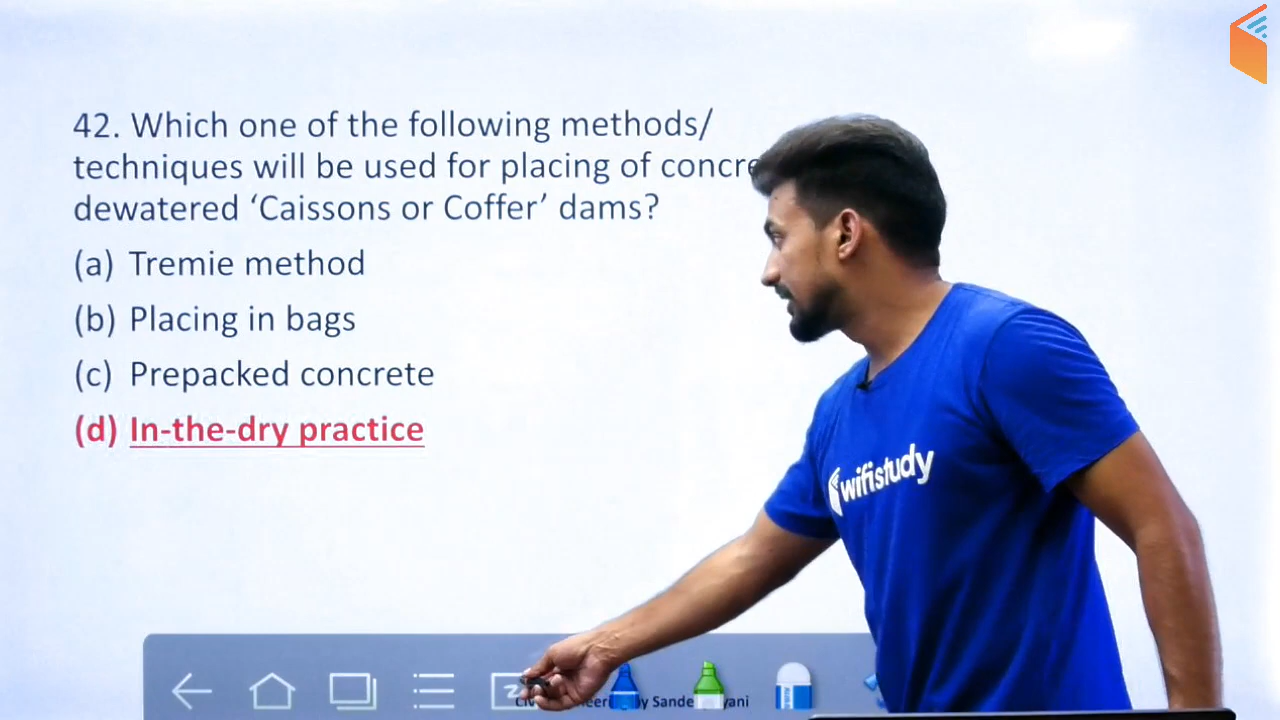 42. Which one of the following methods/
techniques will be used for placing of
dewatered ‘Caissons or Coffer’ dams?
(a) Tremie method
(b) Placing in bags
(c) Prepacked concrete
(d) In-the-dry practice
wifistudy
by